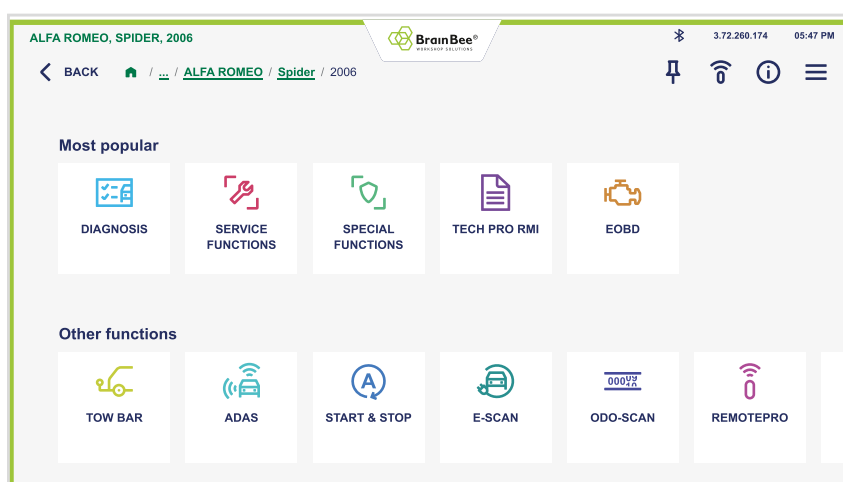 ALFA ROMEO, SPIDER, 2006
BrainBee®
WORKSHOP SOLUTIONS
3.72.260.174
05:47 PM
BACK / ... / ALFA ROMEO / Spider / 2006
Most popular
DIAGNOSIS
SERVICE
FUNCTIONS
SPECIAL
FUNCTIONS
TECH PRO RMI
EOBD
Other functions
TOW BAR
ADAS
A
START & STOP
E-SCAN
ODO-SCAN
REMOTEPRO